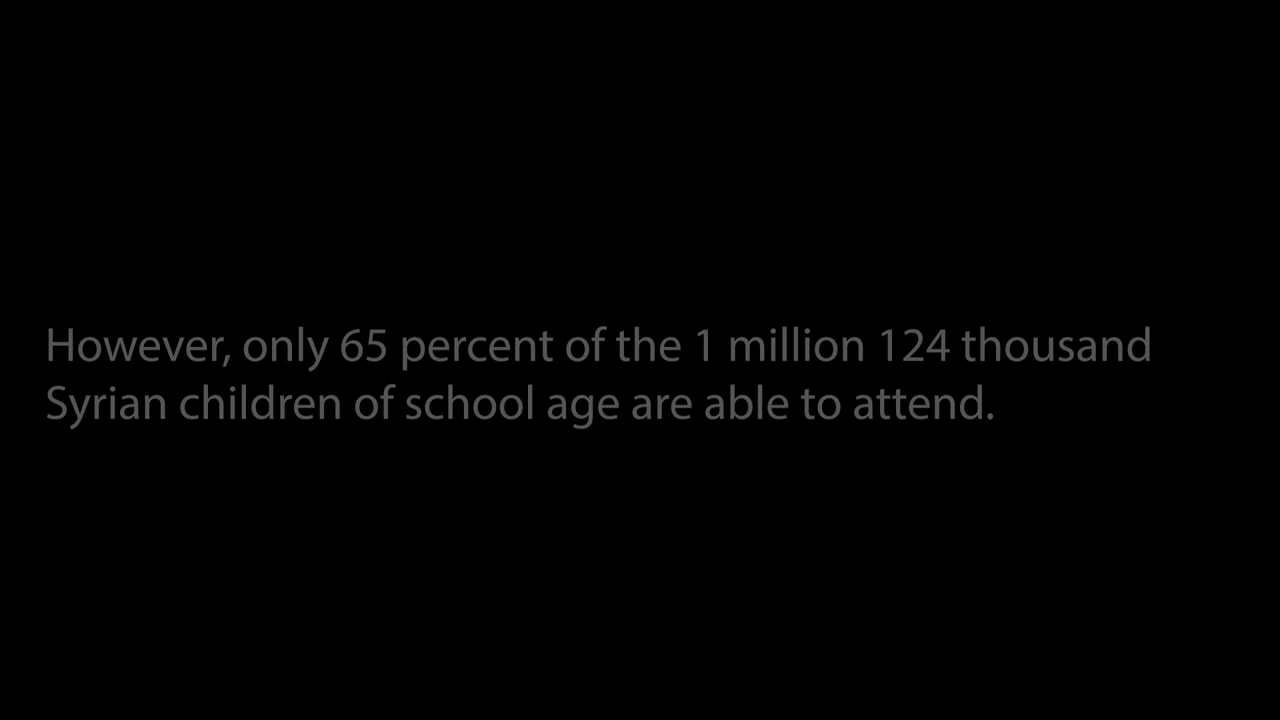 However, only 65 percent of the 1 million 124 thousand
Syrian children of school age are able to attend.